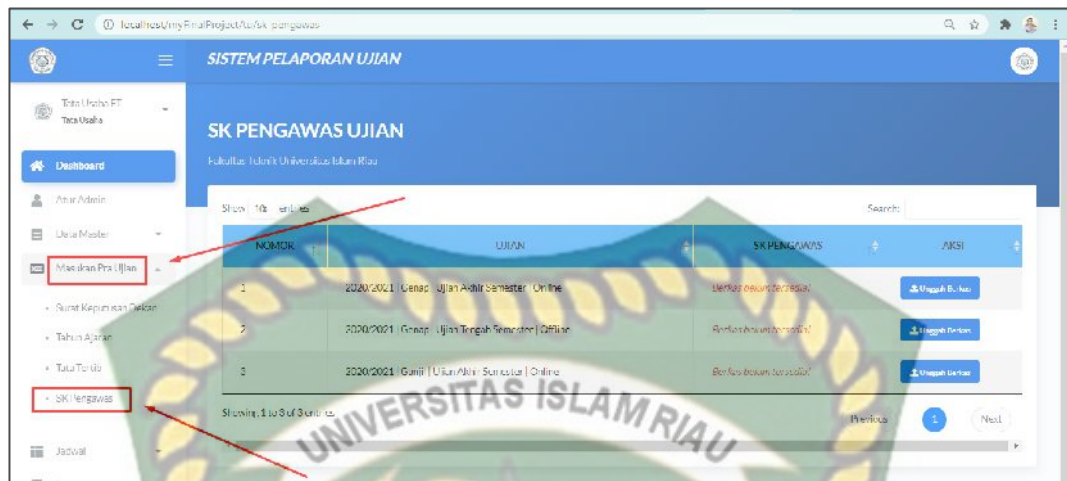 localhost/myFinalProject/tu/sk-pengawas
SISTEM PELAPORAN UJIAN
Tata Usaha FT
Tata Usaha
SK PENGAWAS UJIAN
Fakultas Teknik Universitas Islam Riau
Dashboard
Atur Admin
Data Master
Masukan Pra Ujian
Surat Keputusan Dekan
Tahun Ajaran
Tata Tertib
SK Pengawas
Jadwal
Show 10 entries
Search:
NOMOR UJIAN SK PENGAWAS AKSI
1 2020/2021 | Genap | Ujian Akhir Semester | Online Berkas belum tersedia! Unggah Berkas
2 2020/2021 | Genap | Ujian Tengah Semester | Offline Berkas belum tersedia! Unggah Berkas
3 2020/2021 | Ganjil | Ujian Akhir Semester | Online Berkas belum tersedia! Unggah Berkas
Showing 1 to 3 of 3 entries
Previous 1 Next
UNIVERSITAS ISLAM RIAU